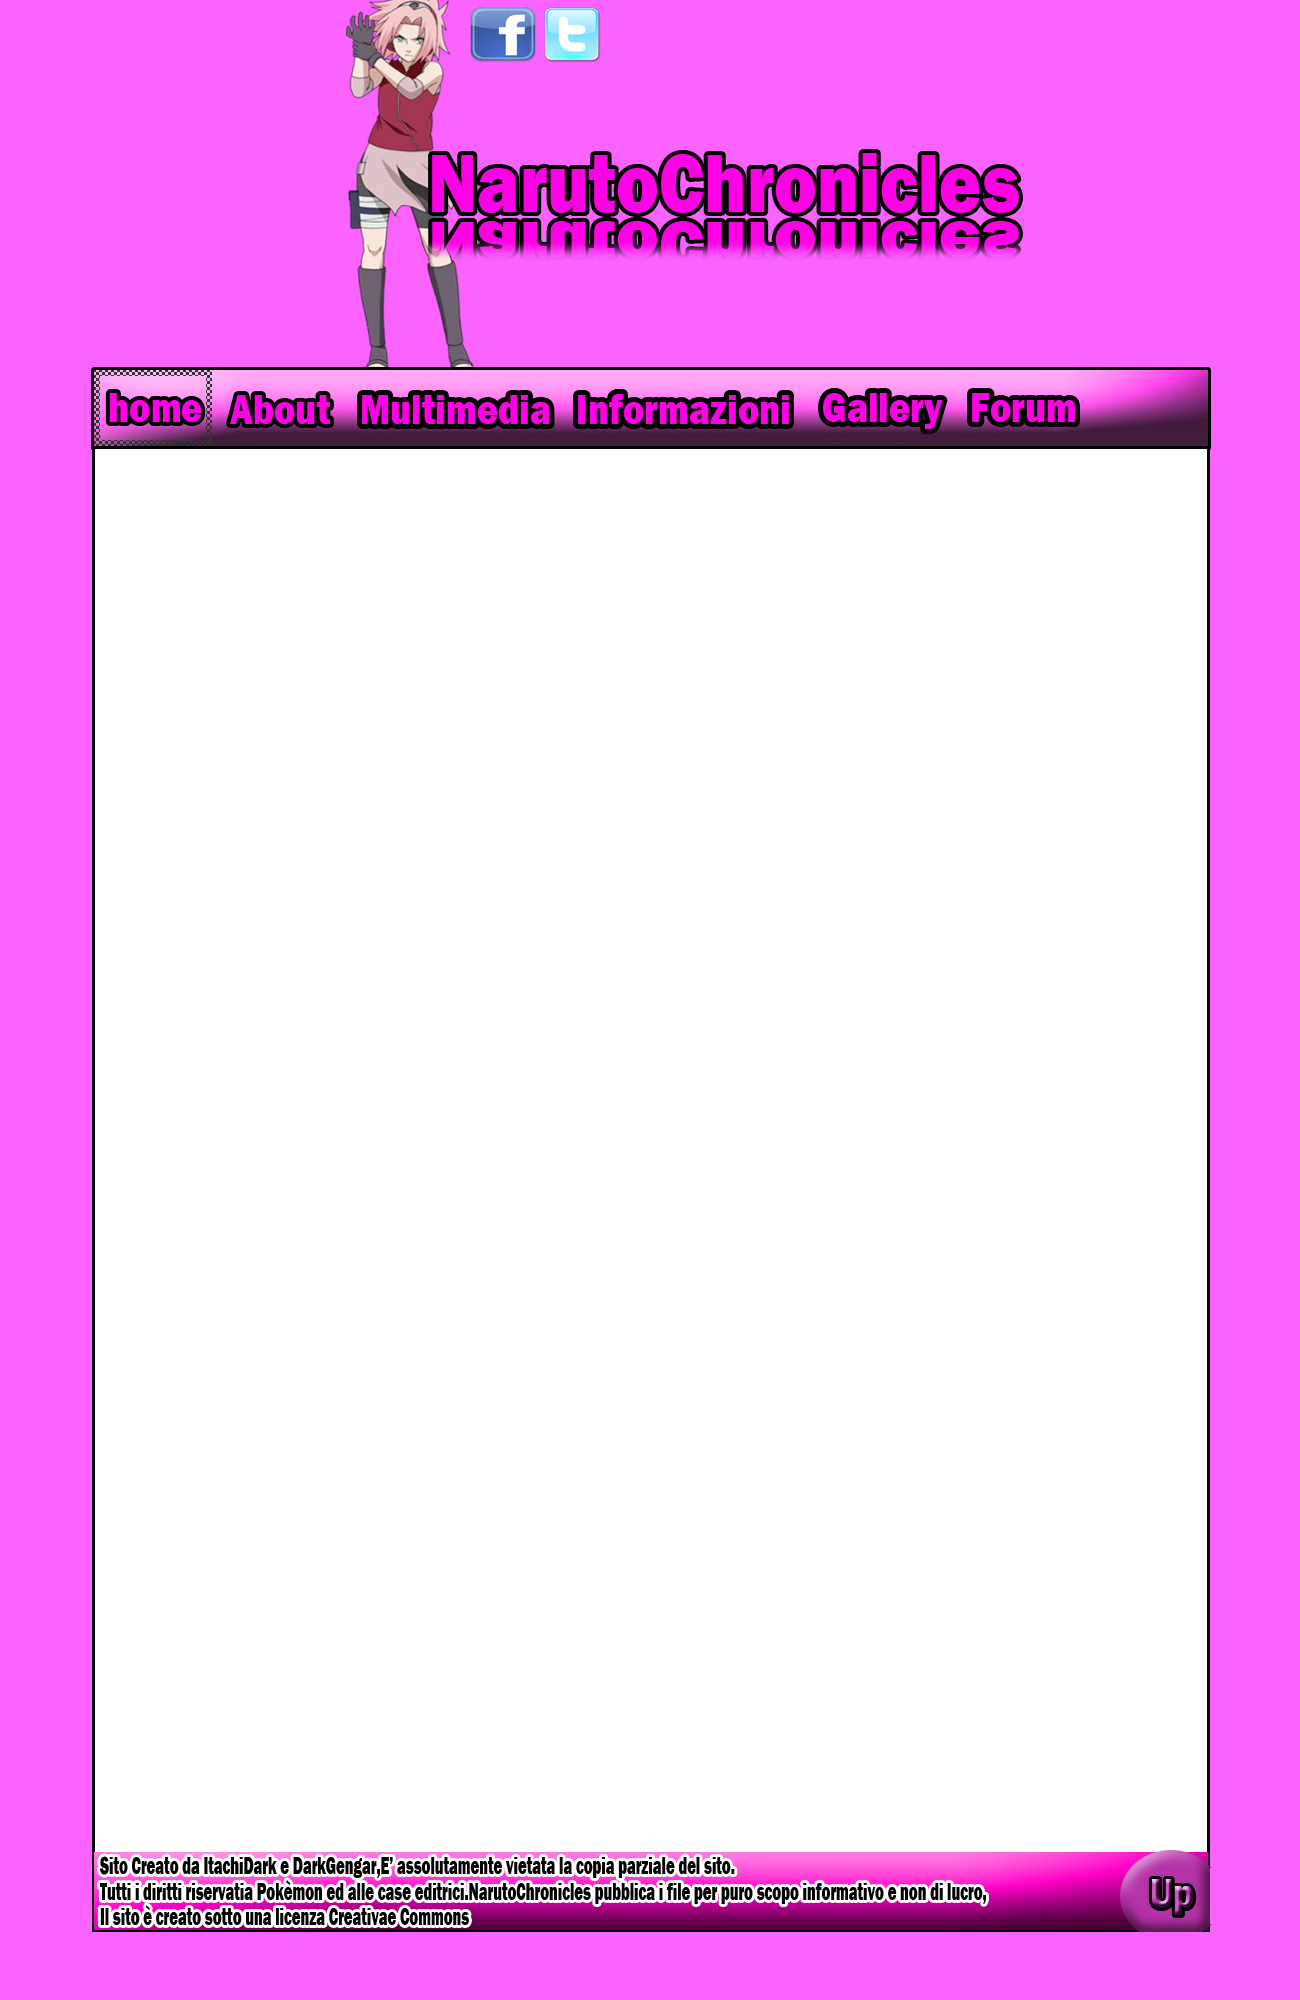 f t
NarutoChronicles
home About Multimedia Informazioni Gallery Forum
Sito Creato da ItachiDark e DarkGengar,E' assolutamente vietata la copia parziale del sito.
Tutti i diritti riservatia Pokèmon ed alle case editrici.NarutoChronicles pubblica i file per puro scopo informativo e non di lucro,
Il sito è creato sotto una licenza Creativae Commons
Up